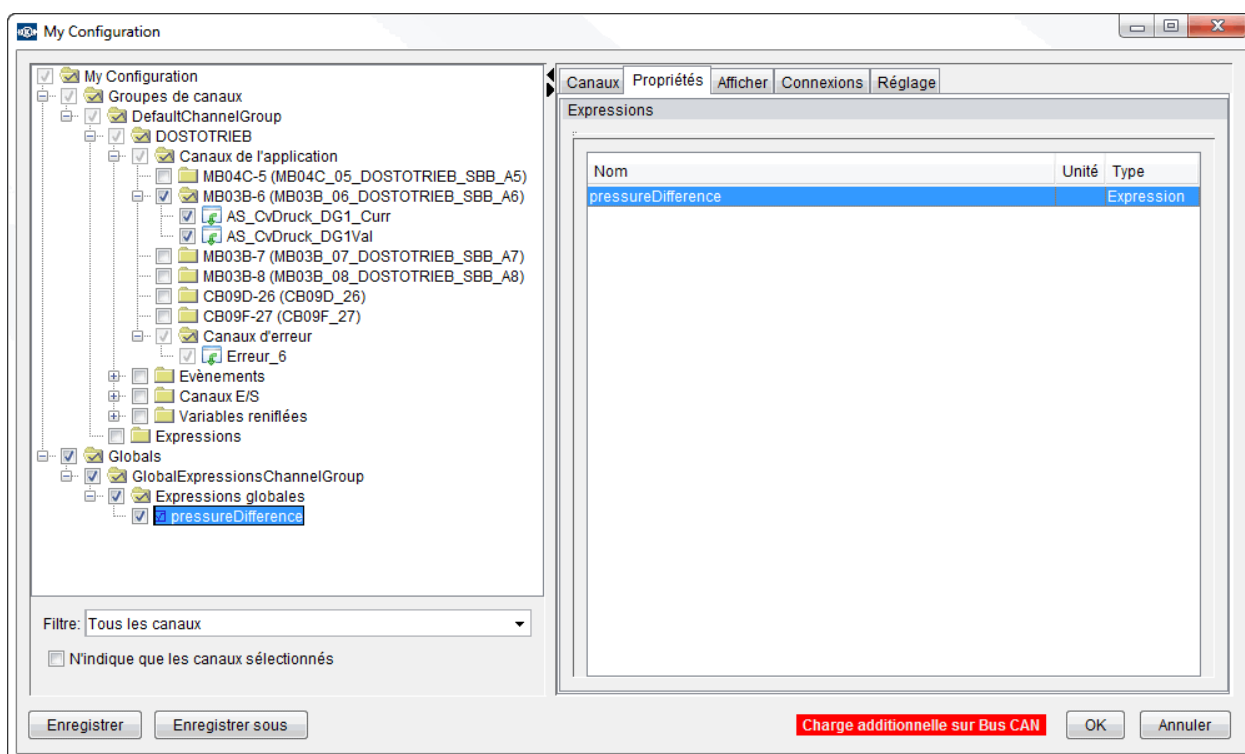 My Configuration
My Configuration
Groupes de canaux
DefaultChannelGroup
DOSTOTRIEB
Canaux de l'application
MB04C-5 (MB04C_05_DOSTOTRIEB_SBB_A5)
MB03B-6 (MB03B_06_DOSTOTRIEB_SBB_A6)
AS_CvDruck_DG1_Curr
AS_CvDruck_DG1Val
MB03B-7 (MB03B_07_DOSTOTRIEB_SBB_A7)
MB03B-8 (MB03B_08_DOSTOTRIEB_SBB_A8)
CB09D-26 (CB09D_26)
CB09F-27 (CB09F_27)
Canaux d'erreur
Erreur_6
Evènements
Canaux E/S
Variables reniflées
Expressions
Globals
GlobalExpressionsChannelGroup
Expressions globales
pressureDifference
Filtre: Tous les canaux
N'indique que les canaux sélectionnés
Canaux Propriétés Afficher Connexions Réglage
Expressions
Nom Unité Type
pressureDifference Expression
Enregistrer Enregistrer sous Charge additionnelle sur Bus CAN OK Annuler